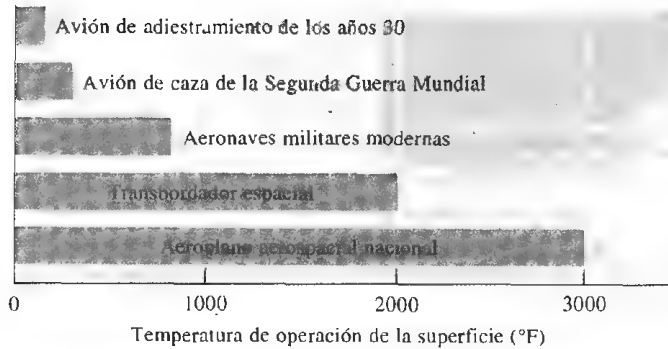 Avión de adiestramiento de los años 30
Avión de caza de la Segunda Guerra Mundial
Aeronaves militares modernas
Transbordador espacial
Aeroplano aerospacial nacional
0 1000 2000 3000
Temperatura de operación de la superficie (°F)